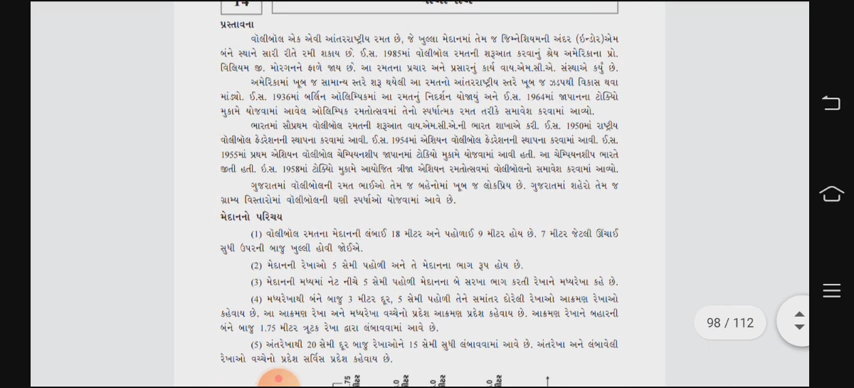 14
પ્રસ્તાવના
વોલીબોલ એક એવી આંતરરાષ્ટ્રીય રમત છે, જે ખુલ્લા મેદાનમાં તેમ જ જિમ્નેશિયમની અંદર (ઇન્ડોર)એમ
બંને સ્થાને સારી રીતે રમી શકાય છે. ઈ.સ. 1985માં વોલીબોલ રમતની શરૂઆત કરવાનું શ્રેય અમેરિકાના પ્રો.
વિલિયમ જી. મોરગનને ફાળે જાય છે. આ રમતના પ્રચાર અને પ્રસારનું કાર્ય વાય.એમ.સી.એ. સંસ્થાએ કર્યું છે.
અમેરિકામાં ખૂબ જ સામાન્ય સ્તરે શરૂ થયેલી આ રમતનો આંતરરાષ્ટ્રીય સ્તરે ખૂબ જ ઝડપથી વિકાસ થવા
માંડ્યો. ઈ.સ. 1936માં બર્લિન ઑલિમ્પિકમાં આ રમતનું નિદર્શન યોજાયું અને ઈ.સ. 1964માં જાપાનના ટોકિયો
મુકામે યોજવામાં આવેલ ઓલિમ્પિક રમતોત્સવમાં તેનો સ્પર્ધાત્મક રમત તરીકે સમાવેશ કરવામાં આવ્યો.
ભારતમાં સૌપ્રથમ વોલીબોલ રમતની શરૂઆત વાય.એમ.સી.એ.ની ભારત શાખાએ કરી. ઈ.સ. 1950માં રાષ્ટ્રીય
વોલીબોલ ફેડરેશનની સ્થાપના કરવામાં આવી. ઈ.સ. 1954માં એશિયન વોલીબોલ ફેડરેશનની સ્થાપના કરવામાં આવી. ઈ.સ.
1955માં પ્રથમ એશિયન વોલીબોલ ચેમ્પિયનશીપ જાપાનમાં ટોકિયો મુકામે યોજવામાં આવી હતી. આ ચેમ્પિયનશીપ ભારતે
જીતી હતી. ઇ.સ. 1958માં ટોકિયો મુકામે આયોજિત ત્રીજા એશિયન રમતોત્સવમાં વોલીબોલનો સમાવેશ કરવામાં આવ્યો.
ગુજરાતમાં વોલીબોલની રમત ભાઈઓ તેમ જ બહેનોમાં ખૂબ જ લોકપ્રિય છે. ગુજરાતમાં શહેરો તેમ જ
ગ્રામ્ય વિસ્તારોમાં વોલીબોલની ઘણી સ્પર્ધાઓ યોજવામાં આવે છે.
મેદાનનો પરિચય
(1) વોલીબોલ રમતના મેદાનની લંબાઈ 18 મીટર અને પહોળાઈ 9 મીટર હોય છે. 7 મીટર જેટલી ઊંચાઈ
સુધી ઉપરની બાજુ ખુલ્લી હોવી જોઈએ.
(2) મેદાનની રેખાઓ 5 સેમી પહોળી અને તે મેદાનના ભાગ રૂપ હોય છે.
(3) મેદાનની મધ્યમાં નેટ નીચે 5 સેમી પહોળી મેદાનના બે સરખા ભાગ કરતી રેખાને મધ્યરેખા કહે છે.
(4) મધ્યરેખાથી બંને બાજુ 3 મીટર દૂર, 5 સેમી પહોળી તેને સમાંતર દોરેલી રેખાઓ આક્રમણ રેખાઓ
કહેવાય છે. આ આક્રમણ રેખા અને મધ્યરેખા વચ્ચેનો પ્રદેશ આક્રમણ પ્રદેશ કહેવાય છે. આક્રમણ રેખાને બહારની
બંને બાજુ 1.75 મીટર ત્રૂટક રેખા દ્વારા લંબાવવામાં આવે છે.
(5) અંતરેખાથી 20 સેમી દૂર બાજુ રેખાઓને 15 સેમી સુધી લંબાવવામાં આવે છે. અંતરેખા અને લંબાવેલી
રેખાઓ વચ્ચેનો પ્રદેશ સર્વિસ પ્રદેશ કહેવાય છે.
98 / 112